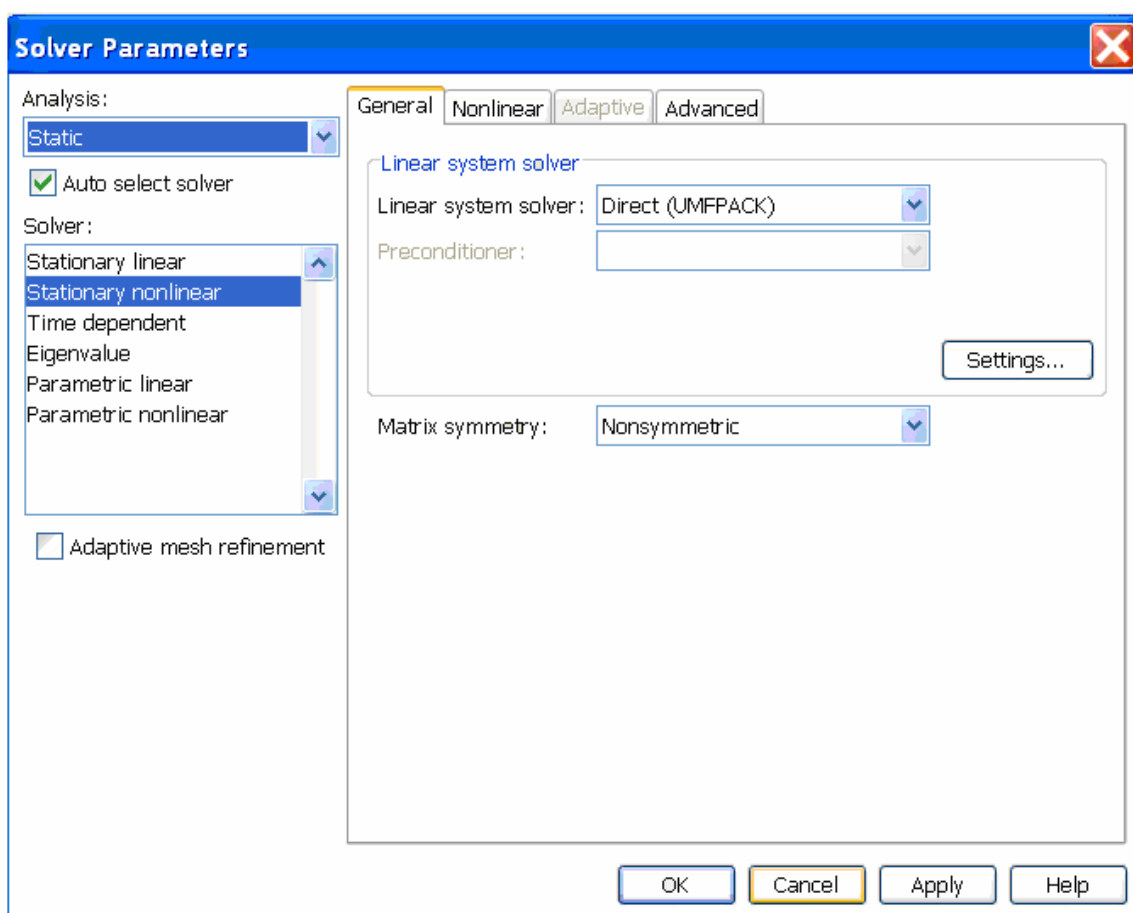 Solver Parameters
Analysis:
Static
Auto select solver
Solver:
Stationary linear
Stationary nonlinear
Time dependent
Eigenvalue
Parametric linear
Parametric nonlinear
Adaptive mesh refinement
General Nonlinear Adaptive Advanced
Linear system solver
Linear system solver: Direct (UMFPACK)
Preconditioner:
Settings...
Matrix symmetry: Nonsymmetric
OK Cancel Apply Help